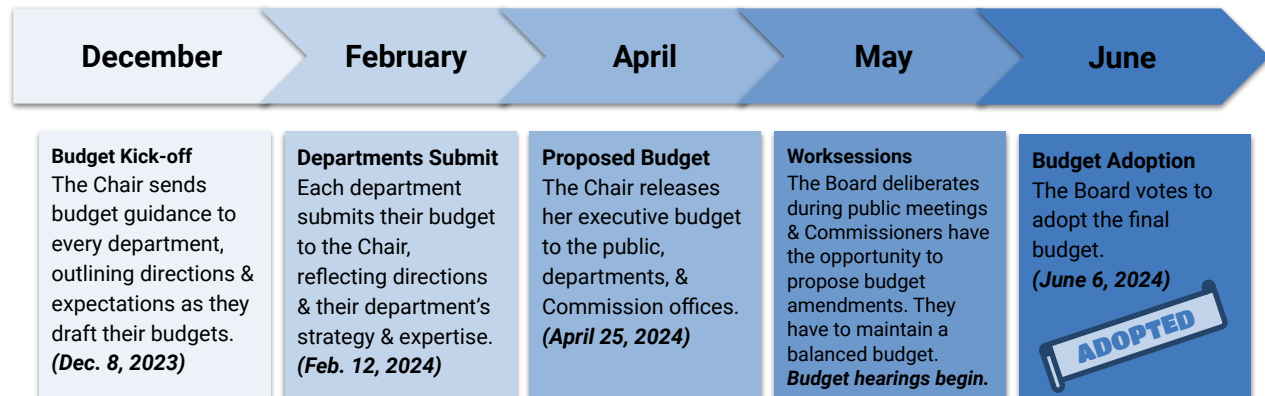 December
February
April
May
June
Budget Kick-off
The Chair sends
budget guidance to
every department,
outlining directions &
expectations as they
draft their budgets.
(Dec. 8, 2023)
Departments Submit
Each department
submits their budget
to the Chair,
reflecting directions
& their department's
strategy & expertise.
(Feb. 12, 2024)
Proposed Budget
The Chair releases
her executive budget
to the public,
departments, &
Commission offices.
(April 25, 2024)
Worksessions
The Board deliberates
during public meetings
& Commissioners have
the opportunity to
propose budget
amendments. They
have to maintain a
balanced budget.
Budget hearings begin.
Budget Adoption
The Board votes to
adopt the final
budget.
(June 6, 2024)
ADOPTED